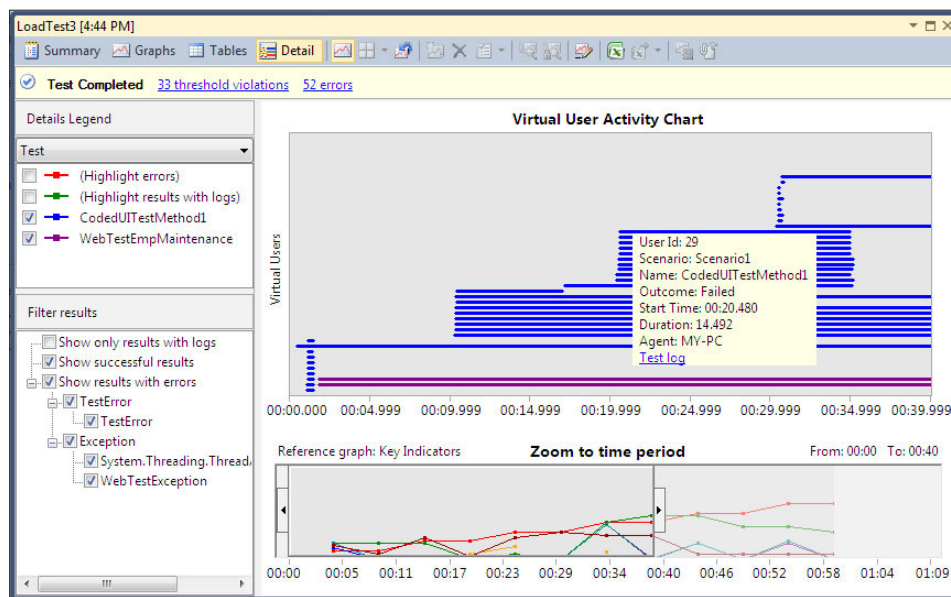 LoadTest3 [4:44 PM]
Summary Graphs Tables Detail
Test Completed 33 threshold violations 52 errors
Details Legend
Test
(Highlight errors)
(Highlight results with logs)
CodedUITestMethod1
WebTestEmpMaintenance
Filter results
Show only results with logs
Show successful results
Show results with errors
TestError
TestError
Exception
System.Threading.Thread
WebTestException
Virtual User Activity Chart
Virtual Users
User Id: 29
Scenario: Scenario1
Name: CodedUITestMethod1
Outcome: Failed
Start Time: 00:20.480
Duration: 14.492
Agent: MY-PC
Test log
00:00.000 00:04.999 00:09.999 00:14.999 00:19.999 00:24.999 00:29.999 00:34.999 00:39.999
Reference graph: Key Indicators Zoom to time period From: 00:00 To: 00:40
00:00 00:05 00:11 00:17 00:23 00:29 00:34 00:40 00:46 00:52 00:58 01:04 01:09